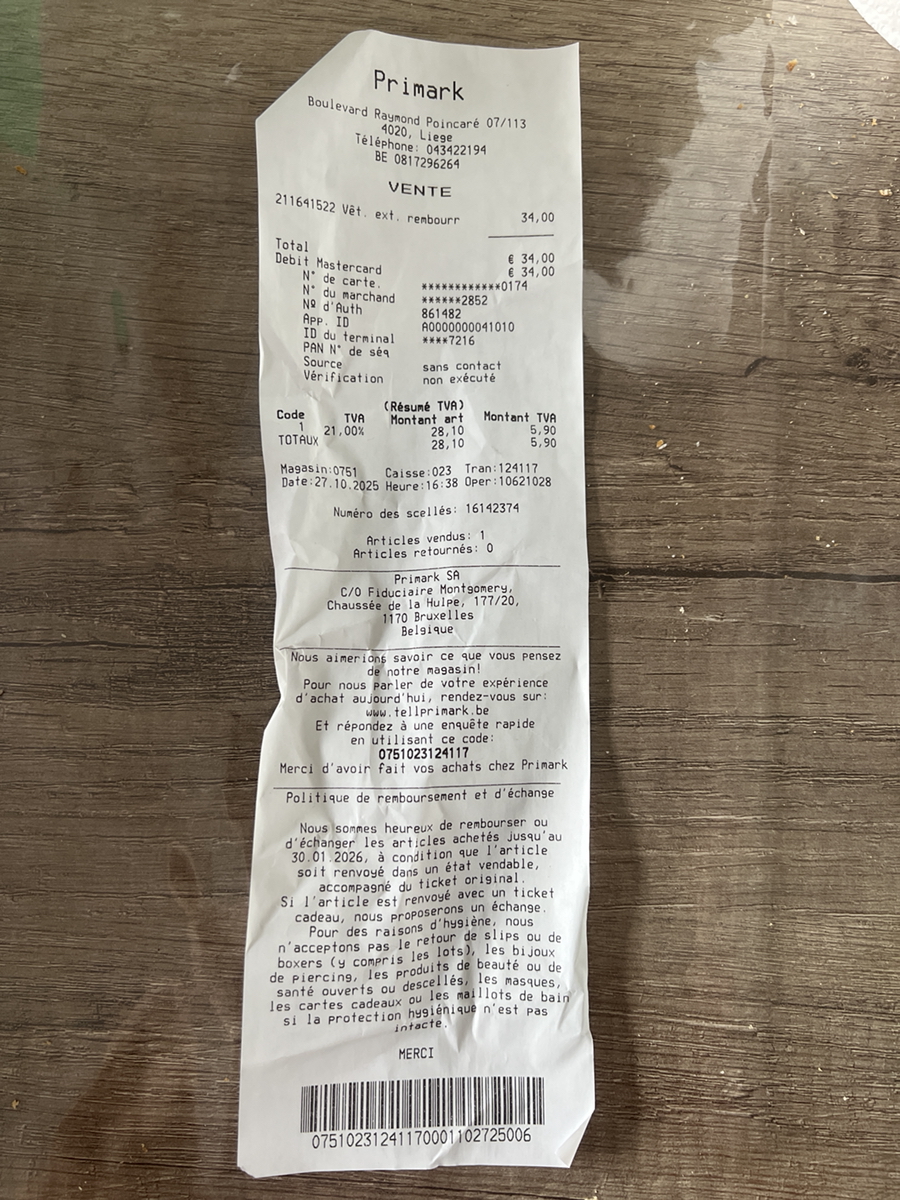 Primark
Boulevard Raymond Poincaré 07/113
4020, Liege
Téléphone: 043422194
BE 0817296264
VENTE
211641522 Vêt. ext. rembourr 34,00
Total € 34,00
Debit Mastercard € 34,00
N° de carte. ************0174
N° du marchand ******2852
Nº d'Auth 861482
App. ID A0000000041010
ID du terminal ****7216
PAN N° de séq
Source sans contact
Vérification non exécuté
(Résumé TVA)
Code TVA Montant art Montant TVA
1 21,00% 28,10 5,90
TOTAUX 28,10 5,90
Magasin:0751 Caisse:023 Tran:124117
Date:27.10.2025 Heure:16:38 Oper:10621028
Numéro des scellés: 16142374
Articles vendus: 1
Articles retournés: 0
Primark SA
C/O Fiduciaire Montgomery,
Chaussée de la Hulpe, 177/20,
1170 Bruxelles
Belgique
Nous aimerions savoir ce que vous pensez
de notre magasin!
Pour nous parler de votre expérience
d'achat aujourd'hui, rendez-vous sur:
www.tellprimark.be
Et répondez à une enquête rapide
en utilisant ce code:
0751023124117
Merci d'avoir fait vos achats chez Primark
Politique de remboursement et d'échange
Nous sommes heureux de rembourser ou
d'échanger les articles achetés jusqu'au
30.01.2026, à condition que l'article
soit renvoyé dans un état vendable,
accompagné du ticket original.
Si l'article est renvoyé avec un ticket
cadeau, nous proposerons un échange.
Pour des raisons d'hygiène, nous
n'acceptons pas le retour de slips ou de
boxers (y compris les lots), les bijoux
de piercing, les produits de beauté ou de
santé ouverts ou descellés, les masques,
les cartes cadeaux ou les maillots de bain
si la protection hygiénique n'est pas
intacte.
MERCI
07510231241170001102725006